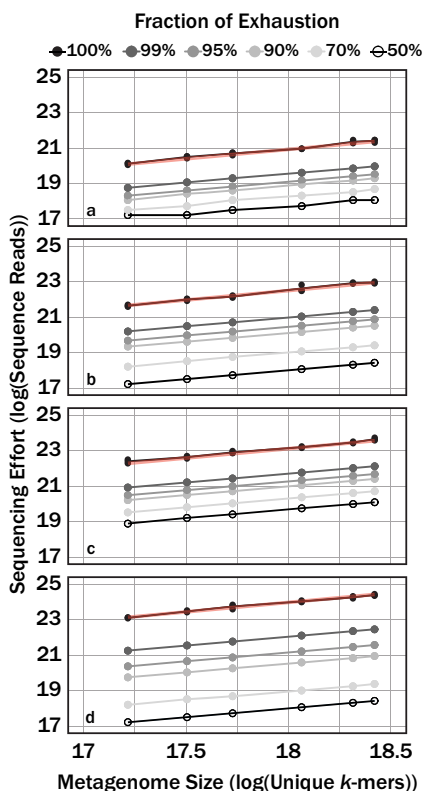 Fraction of Exhaustion
100% 99% 95% 90% 70% 50%
Sequencing Effort (log(Sequence Reads))
25
23
21
19
17
a
25
23
21
19
17
b
25
23
21
19
17
c
25
23
21
19
17
d
17 17.5 18 18.5
Metagenome Size (log(Unique k-mers))